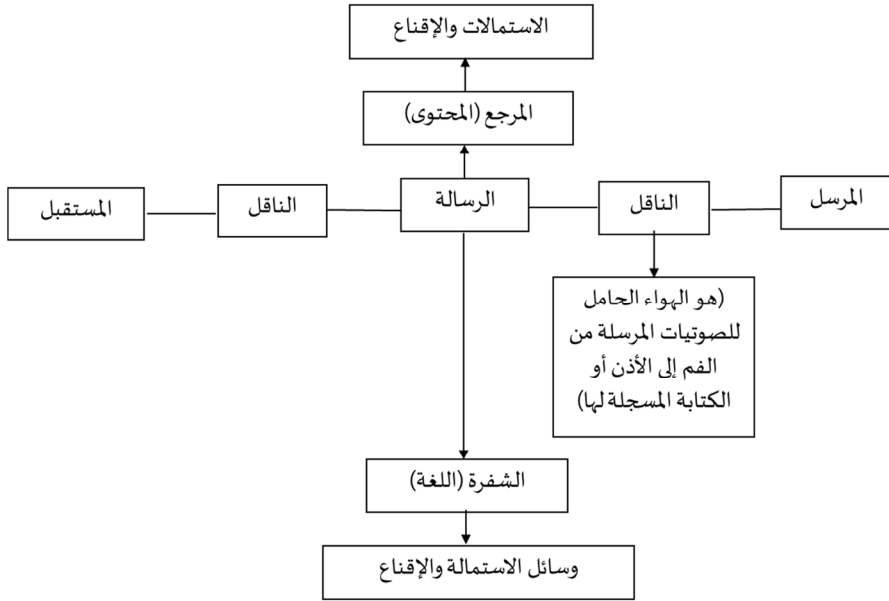 الاستمالات والإقناع
المرجع (المحتوى)
المرسل
الناقل
الرسالة
الناقل
المستقبل
(هو الهواء الحامل
للصوتيات المرسلة من
الفم إلى الأذن أو
الكتابة المسجلة لها)
الشفرة (اللغة)
وسائل الاستمالة والإقناع